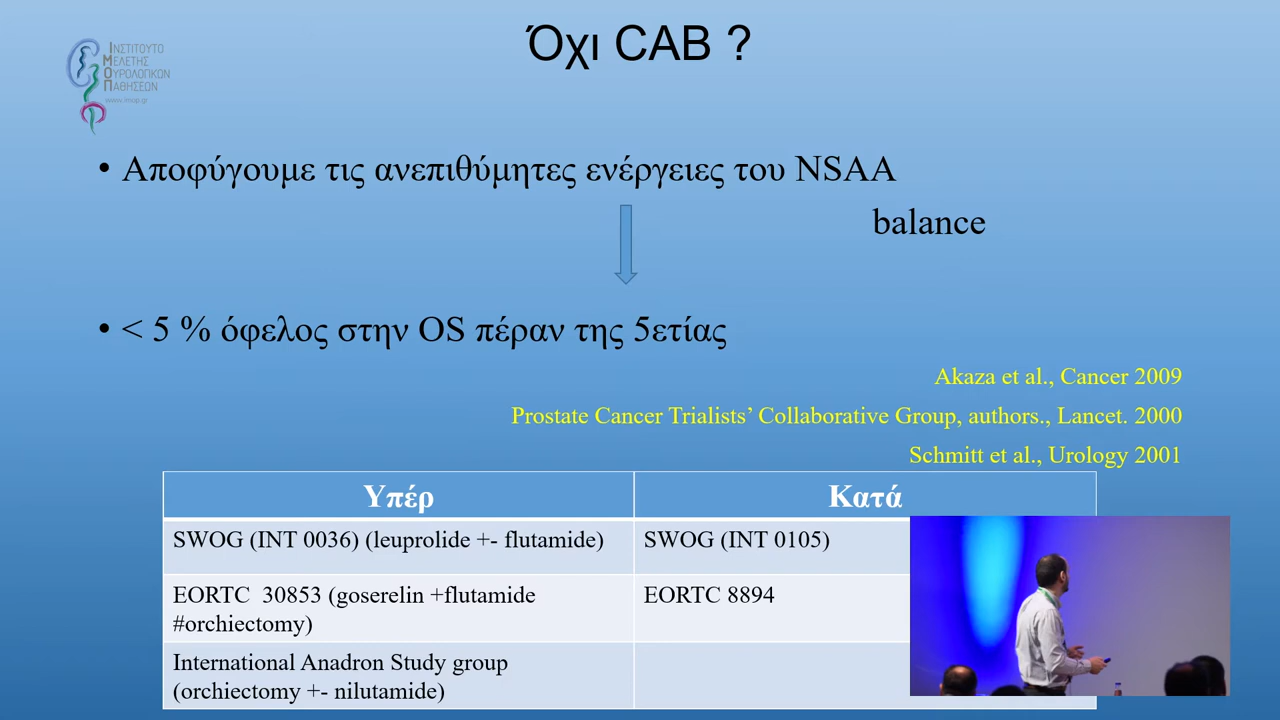 Όχι CAB ?
ΙΝΣΤΙΤΟΥΤΟ
ΜΕΛΕΤΗΣ
ΟΥΡΟΛΟΓΙΚΩΝ
ΠΑΘΗΣΕΩΝ
www.imop.gr
• Αποφύγουμε τις ανεπιθύμητες ενέργειες του NSAA
balance
• < 5 % όφελος στην OS πέραν της 5ετίας
Akaza et al., Cancer 2009
Prostate Cancer Trialists’ Collaborative Group, authors., Lancet. 2000
Schmitt et al., Urology 2001
Υπέρ Κατά
SWOG (INT 0036) (leuprolide +- flutamide) SWOG (INT 0105)
EORTC 30853 (goserelin +flutamide EORTC 8894
#orchiectomy)
International Anadron Study group
(orchiectomy +- nilutamide)